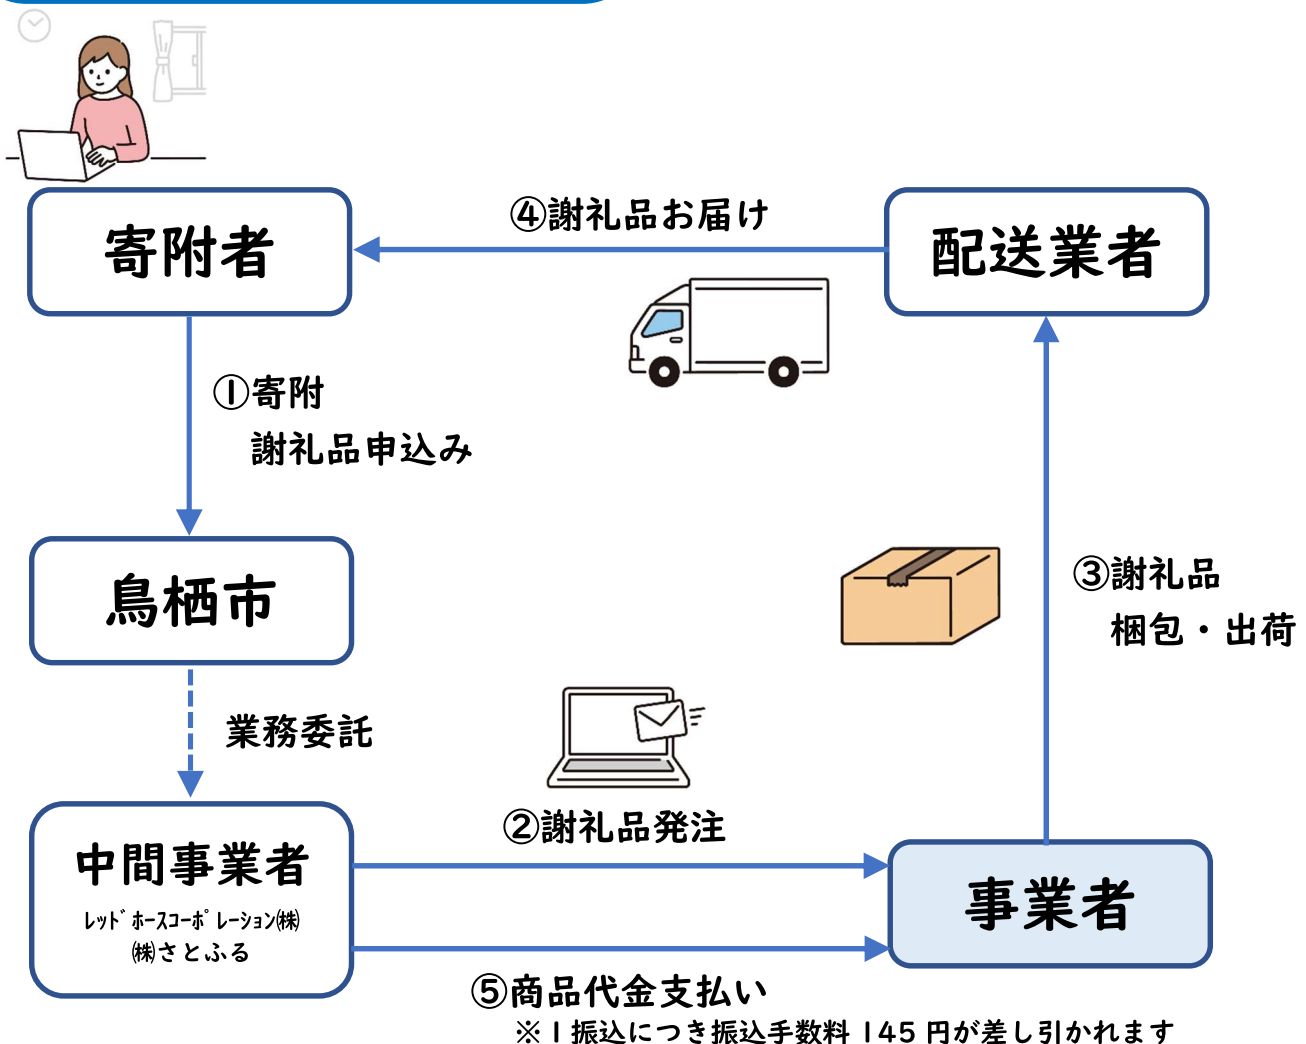 寄附者
④謝礼品お届け
配送業者
①寄附
謝礼品申込み
鳥栖市
③謝礼品
梱包・出荷
業務委託
②謝礼品発注
中間事業者
ﾚｯﾄﾞﾎｰｽｺｰﾎﾟﾚｰｼｮﾝ㈱
㈱さとふる
事業者
⑤商品代金支払い
※1振込につき振込手数料145円が差し引かれます